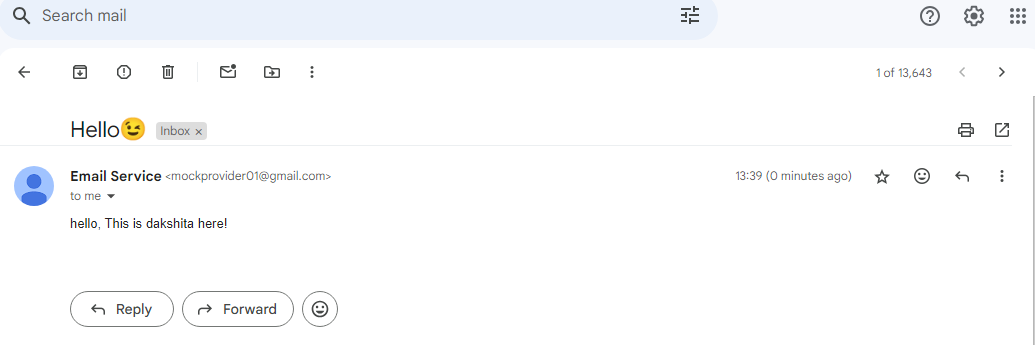 Search mail
1 of 13,643
Hello😉 Inbox ×
Email Service <mockprovider01@gmail.com> 13:39 (0 minutes ago)
to me
hello, This is dakshita here!
Reply Forward